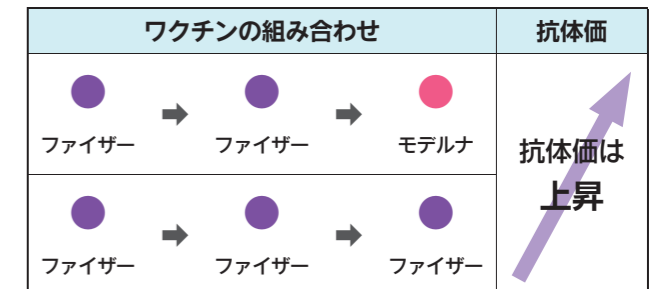 ワクチンの組み合わせ 抗体価
ファイザー ➡ ファイザー ➡ モデルナ
抗体価は
上昇
ファイザー ➡ ファイザー ➡ ファイザー